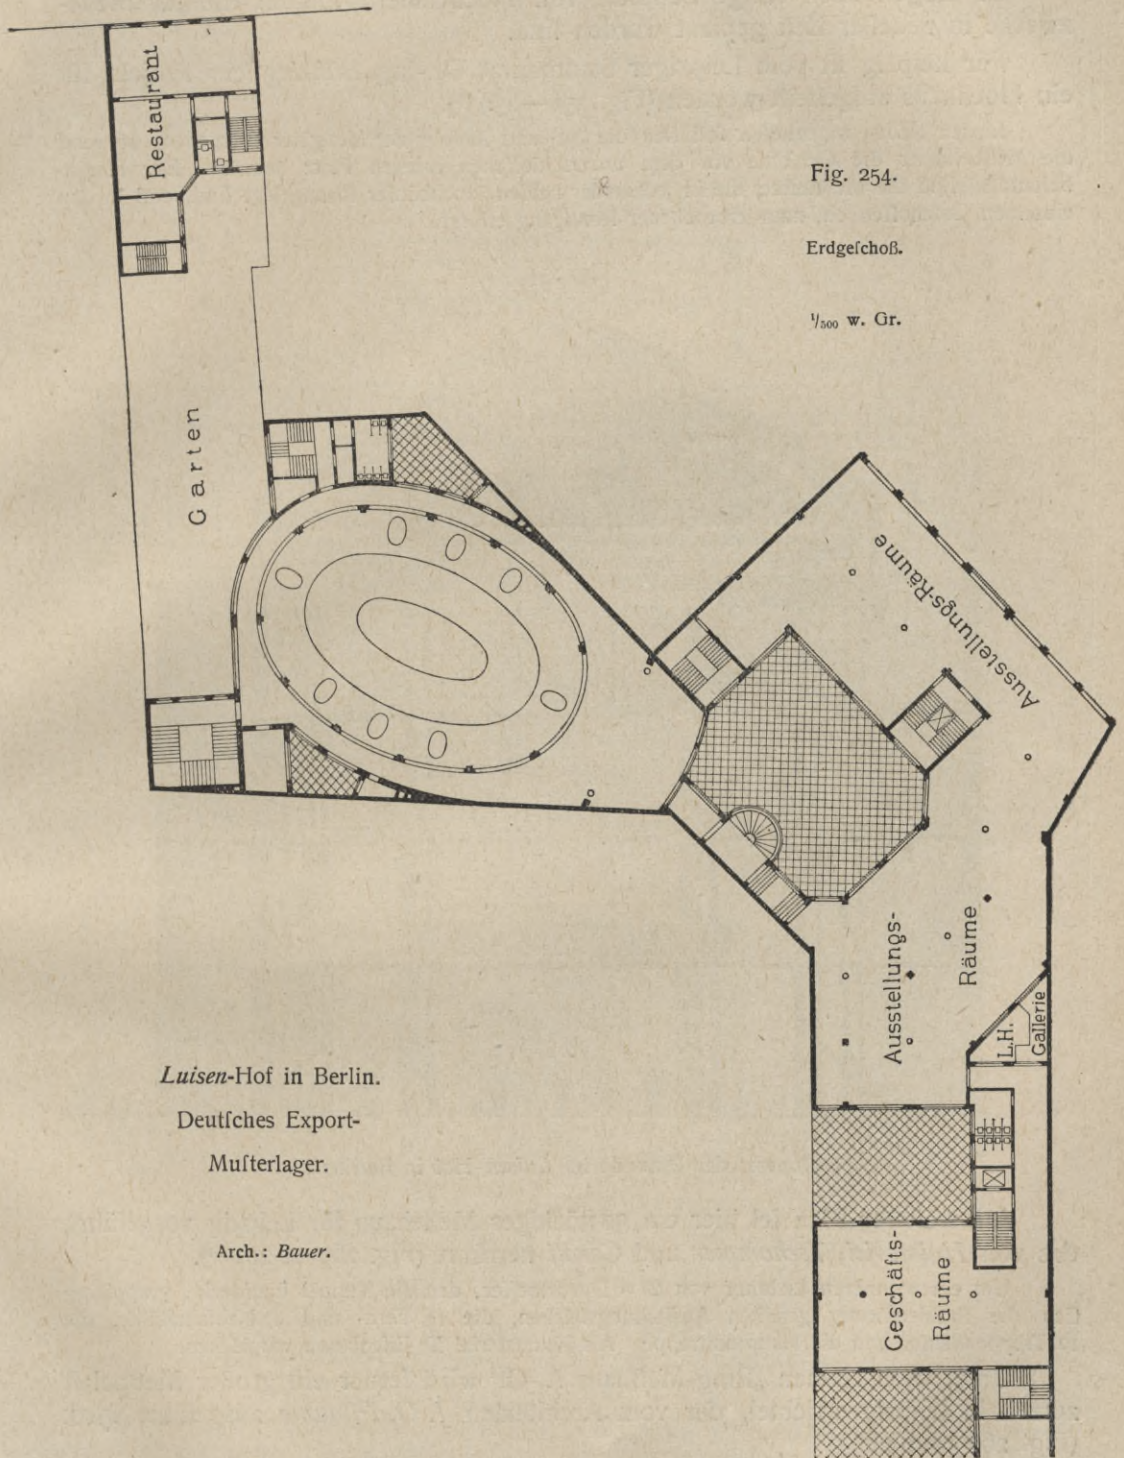 Restaurant
Fig. 254.
Erdgeſchoß.
1/500 w. Gr.
Garten
Ausstellungs-Räume
Ausstellungs-
Räume
L.H.
Gallerie
Luisen-Hof in Berlin.
Deutſches Export-
Muſterlager.
Arch.: Bauer.
Geschäfts-
Räume